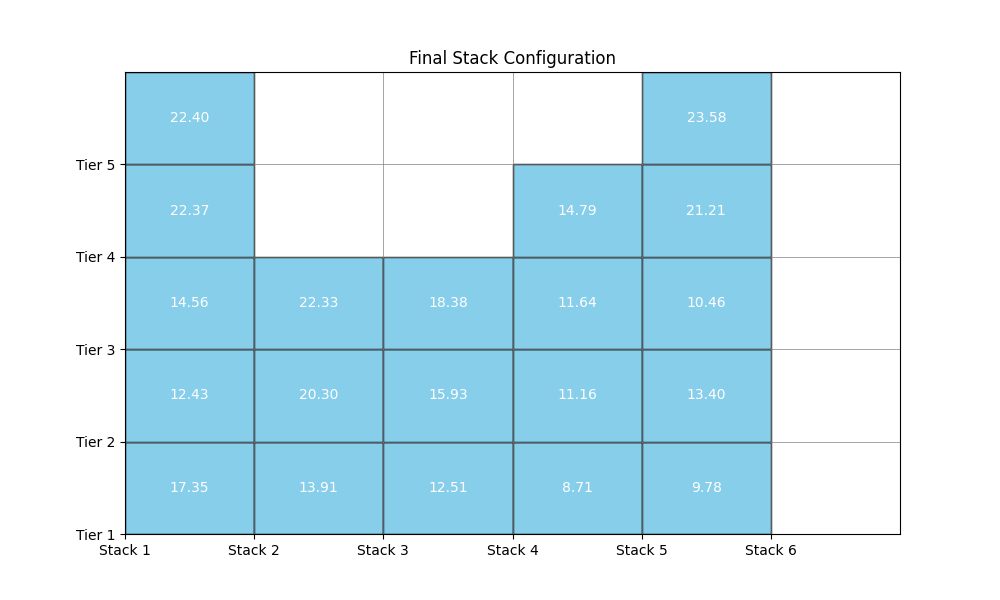 Final Stack Configuration
22.40 23.58
Tier 5
22.37 14.79 21.21
Tier 4
14.56 22.33 18.38 11.64 10.46
Tier 3
12.43 20.30 15.93 11.16 13.40
Tier 2
17.35 13.91 12.51 8.71 9.78
Tier 1
Stack 1 Stack 2 Stack 3 Stack 4 Stack 5 Stack 6